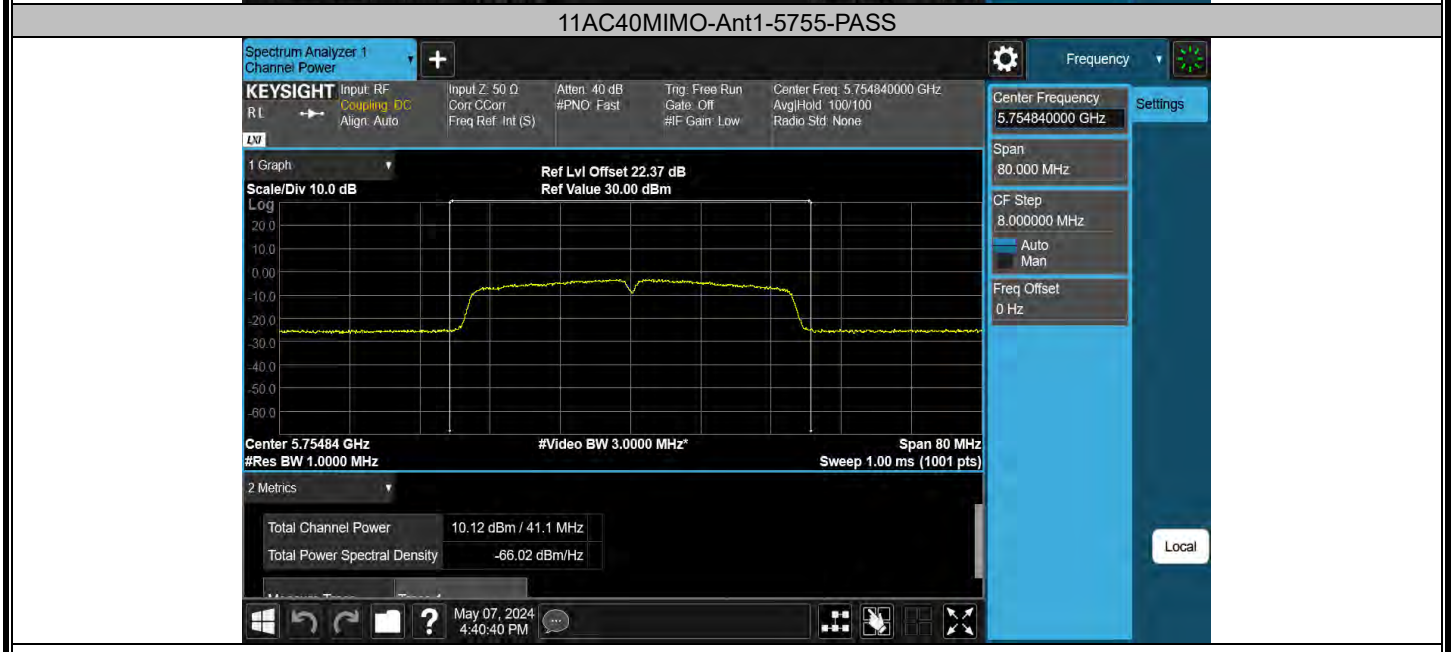 11AC40MIMO-Ant1-5755-PASS
Spectrum Analyzer 1
Channel Power
+
Frequency
KEYSIGHT
RL
LXI
Input: RF
Coupling: DC
Align: Auto
Input Z: 50 Ω
Corr CCorr
Freq Ref: Int (S)
Atten: 40 dB
#PNO: Fast
Trig: Free Run
Gate: Off
#IF Gain: Low
Center Freq: 5.754840000 GHz
Avg|Hold: 100/100
Radio Std: None
Center Frequency
5.754840000 GHz
Settings
Span
80.000 MHz
CF Step
8.000000 MHz
Auto
Man
Freq Offset
0 Hz
1 Graph
Scale/Div 10.0 dB
Ref Lvl Offset 22.37 dB
Ref Value 30.00 dBm
Log
20.0
10.0
0.00
-10.0
-20.0
-30.0
-40.0
-50.0
-60.0
Center 5.75484 GHz
#Video BW 3.0000 MHz*
Span 80 MHz
#Res BW 1.0000 MHz
Sweep 1.00 ms (1001 pts)
2 Metrics
Total Channel Power 10.12 dBm / 41.1 MHz
Total Power Spectral Density -66.02 dBm/Hz
Local
?
May 07, 2024
4:40:40 PM